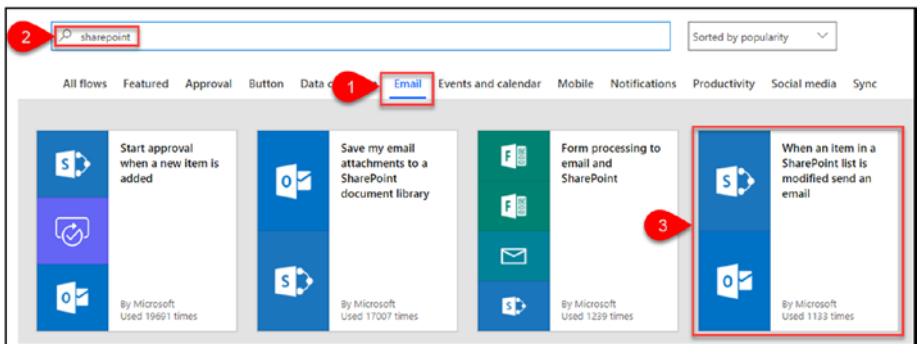 2
sharepoint
Sorted by popularity
All flows Featured Approval Button Data c 1 Email Events and calendar Mobile Notifications Productivity Social media Sync
Start approval
when a new item is
added
By Microsoft
Used 19691 times
Save my email
attachments to a
SharePoint
document library
By Microsoft
Used 17007 times
Form processing to
email and
SharePoint
By Microsoft
Used 1239 times
3
When an item in a
SharePoint list is
modified send an
email
By Microsoft
Used 1133 times